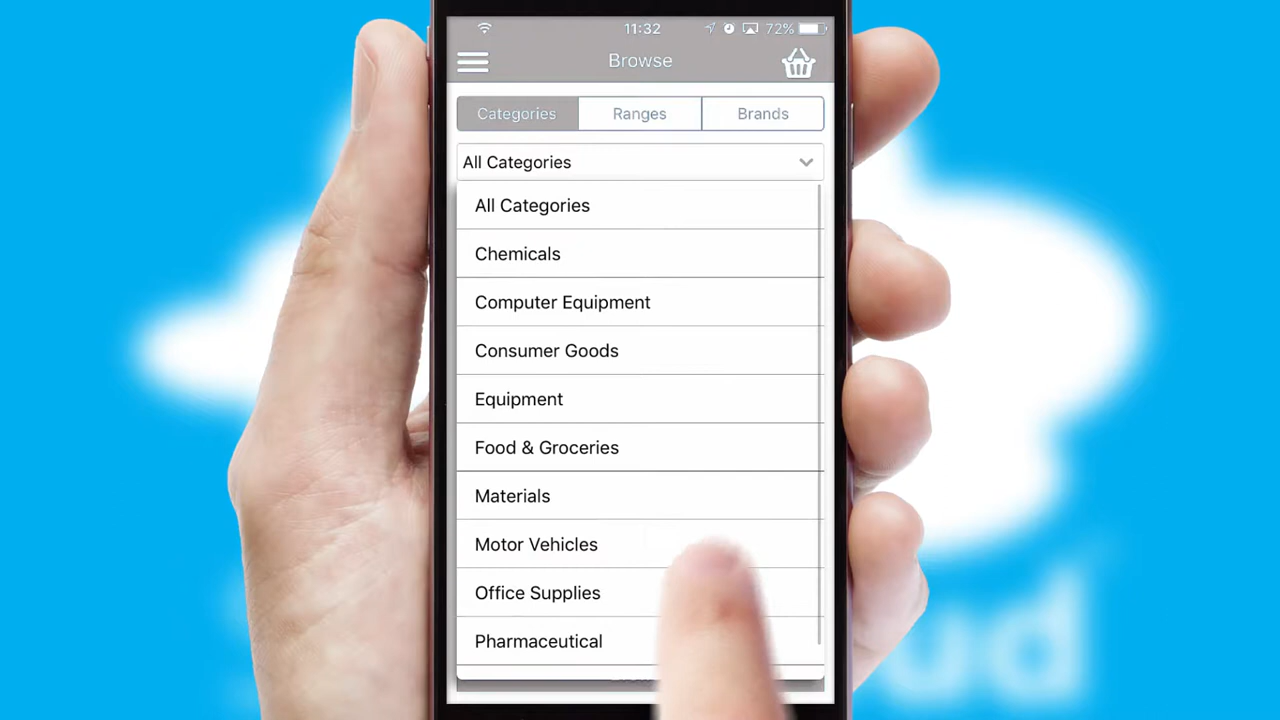 11:32
72%
Browse
Categories Ranges Brands
All Categories
All Categories
Chemicals
Computer Equipment
Consumer Goods
Equipment
Food & Groceries
Materials
Motor Vehicles
Office Supplies
Pharmaceutical